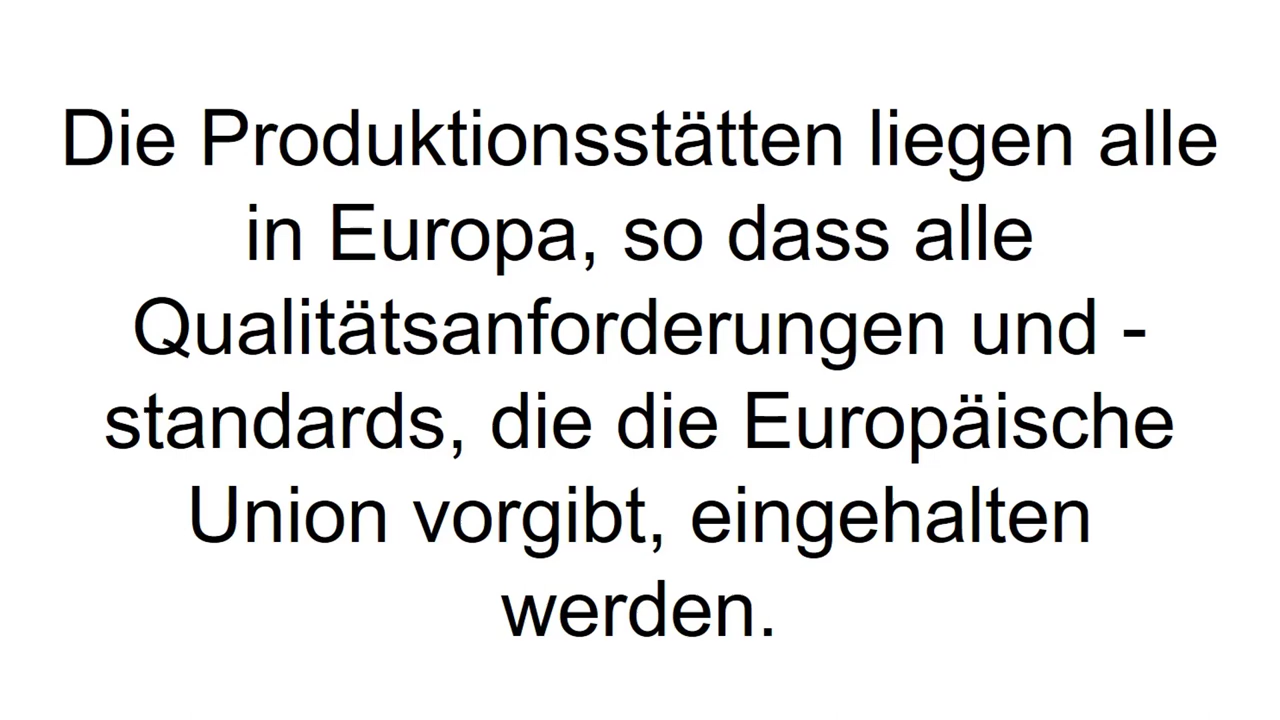 Die Produktionsstätten liegen alle
in Europa, so dass alle
Qualitätsanforderungen und -
standards, die die Europäische
Union vorgibt, eingehalten
werden.